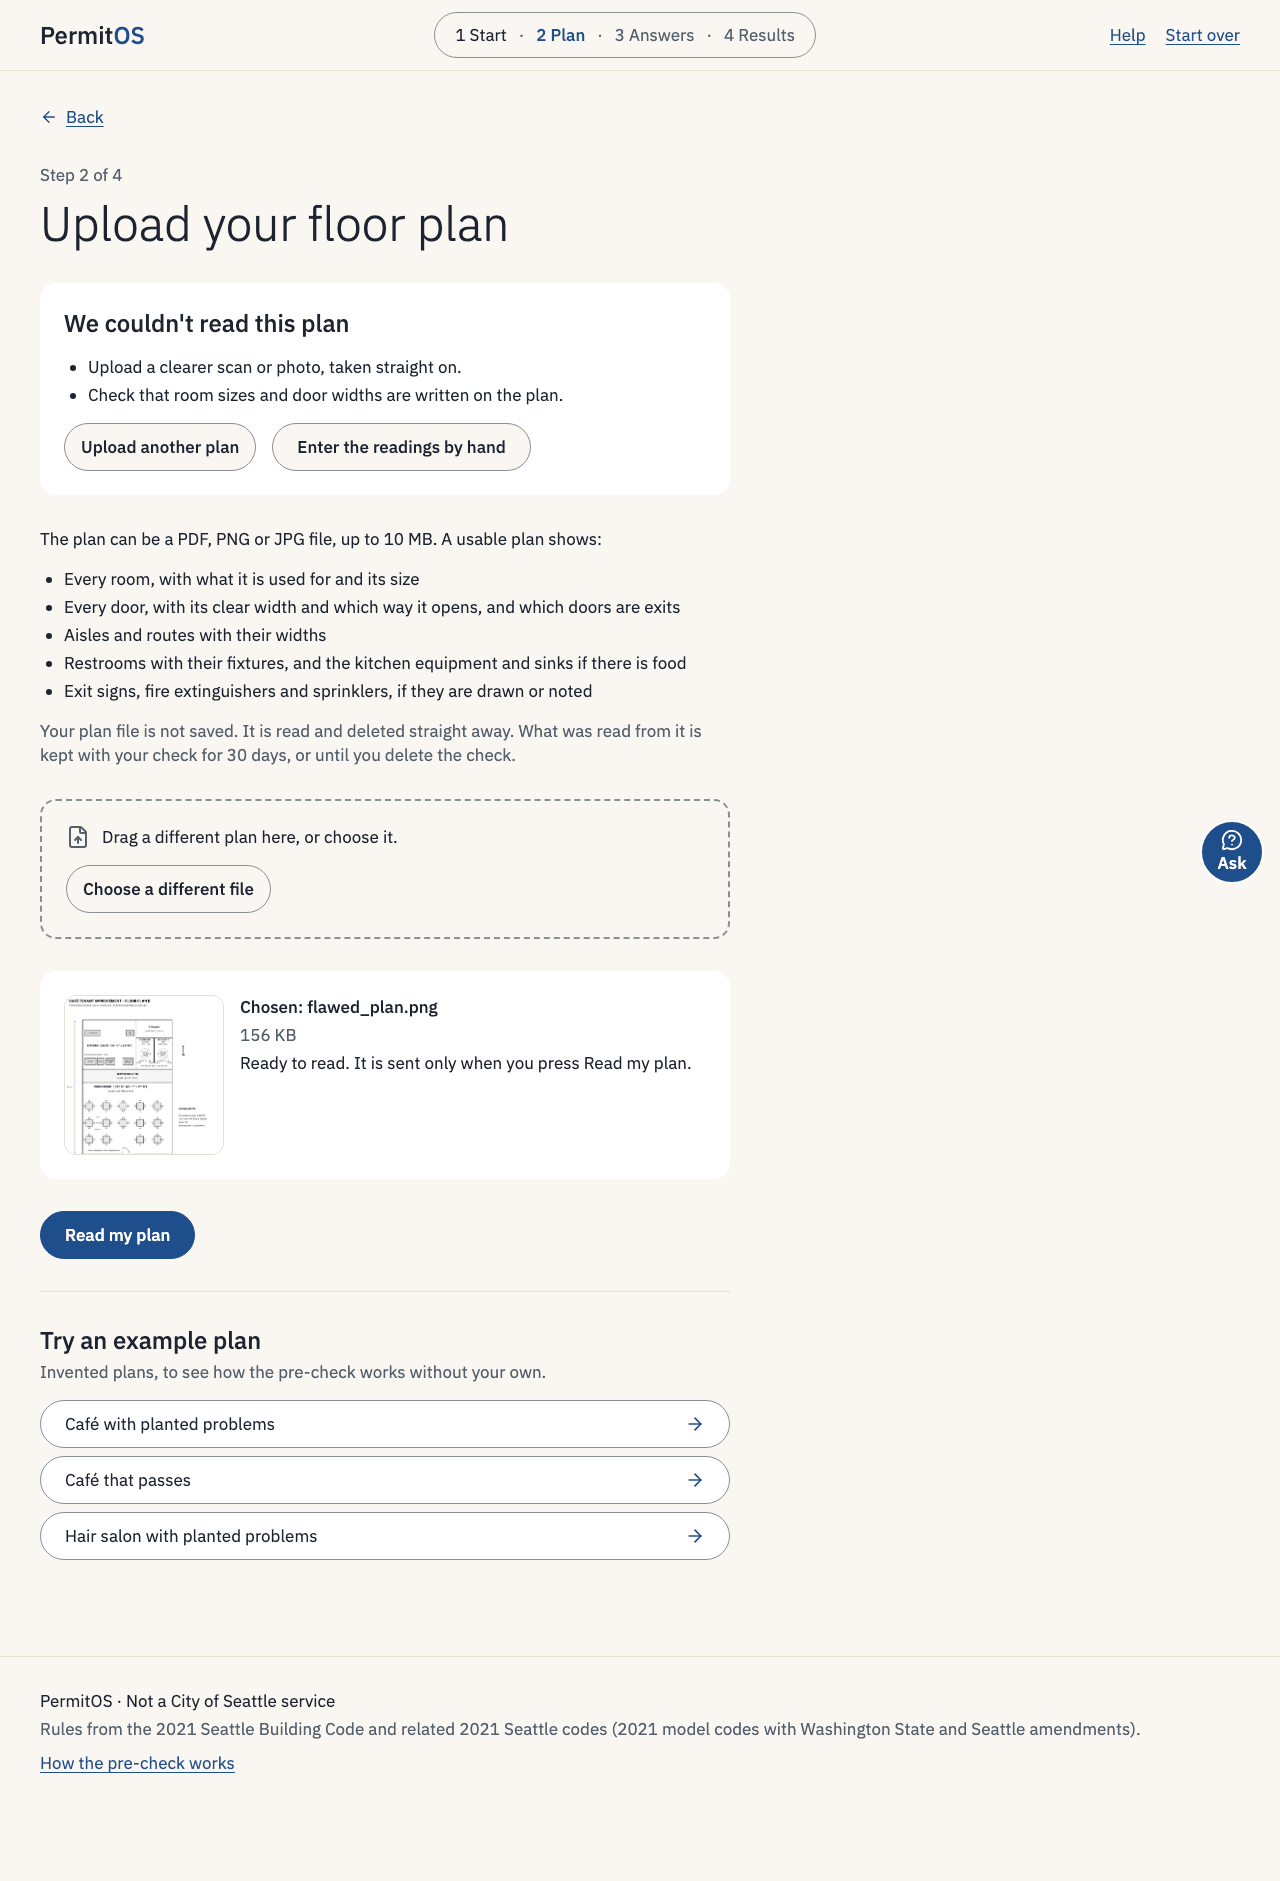 PermitOS
1 Start · 2 Plan · 3 Answers · 4 Results
Help
Start over
Back
Step 2 of 4
Upload your floor plan
We couldn't read this plan
Upload a clearer scan or photo, taken straight on.
Check that room sizes and door widths are written on the plan.
Upload another plan
Enter the readings by hand
The plan can be a PDF, PNG or JPG file, up to 10 MB. A usable plan shows:
Every room, with what it is used for and its size
Every door, with its clear width and which way it opens, and which doors are exits
Aisles and routes with their widths
Restrooms with their fixtures, and the kitchen equipment and sinks if there is food
Exit signs, fire extinguishers and sprinklers, if they are drawn or noted
Your plan file is not saved. It is read and deleted straight away. What was read from it is
kept with your check for 30 days, or until you delete the check.
Drag a different plan here, or choose it.
Choose a different file
Ask
Chosen: flawed_plan.png
156 KB
Ready to read. It is sent only when you press Read my plan.
Read my plan
Try an example plan
Invented plans, to see how the pre-check works without your own.
Café with planted problems
Café that passes
Hair salon with planted problems
PermitOS · Not a City of Seattle service
Rules from the 2021 Seattle Building Code and related 2021 Seattle codes (2021 model codes with Washington State and Seattle amendments).
How the pre-check works